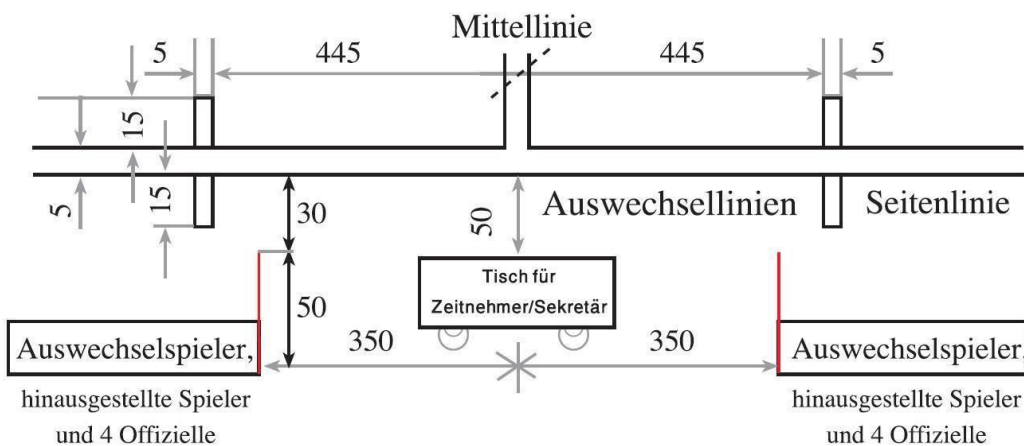 Mittellinie
5
445
445
5
15
15
5
30
50
Auswechsellinien
Seitenlinie
Tisch für
Zeitnehmer/Sekretär
50
350
350
Auswechselspieler,
hinausgestellte Spieler
und 4 Offizielle
Auswechselspieler,
hinausgestellte Spieler
und 4 Offizielle